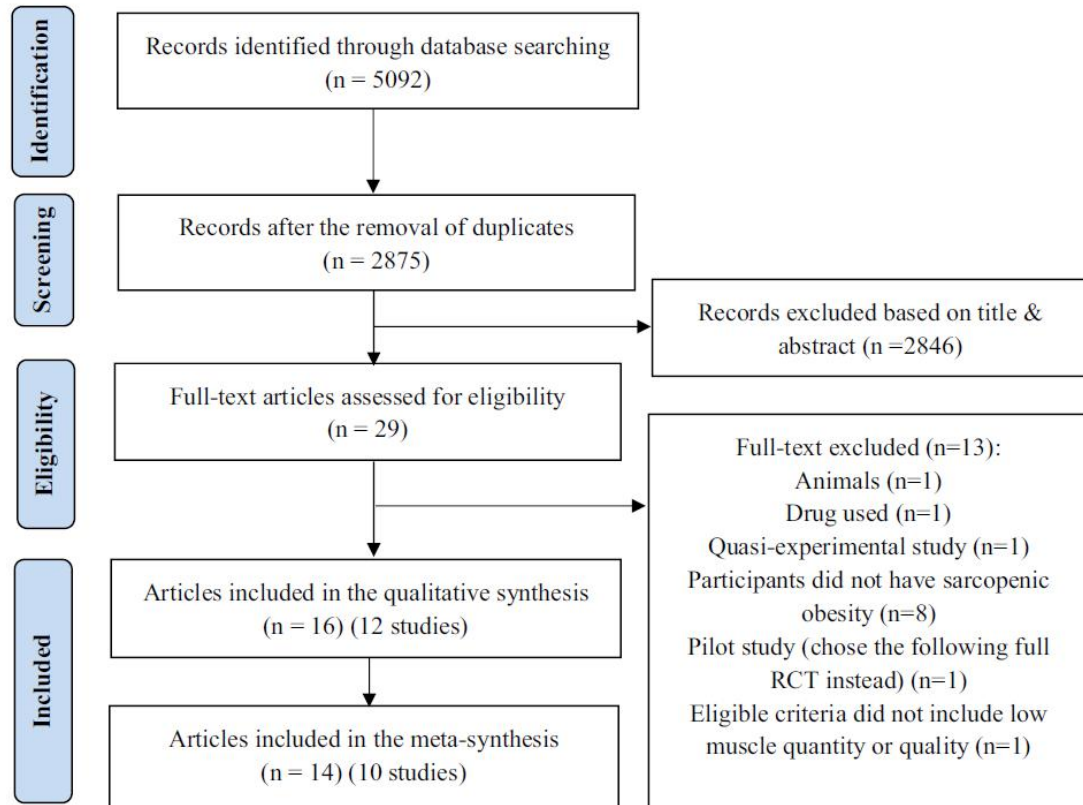 Identification
Records identified through database searching
(n = 5092)
Screening
Records after the removal of duplicates
(n = 2875)
Records excluded based on title &
abstract (n =2846)
Eligibility
Full-text articles assessed for eligibility
(n = 29)
Full-text excluded (n=13):
Animals (n=1)
Drug used (n=1)
Quasi-experimental study (n=1)
Participants did not have sarcopenic
obesity (n=8)
Pilot study (chose the following full
RCT instead) (n=1)
Eligible criteria did not include low
muscle quantity or quality (n=1)
Included
Articles included in the qualitative synthesis
(n = 16) (12 studies)
Articles included in the meta-synthesis
(n = 14) (10 studies)